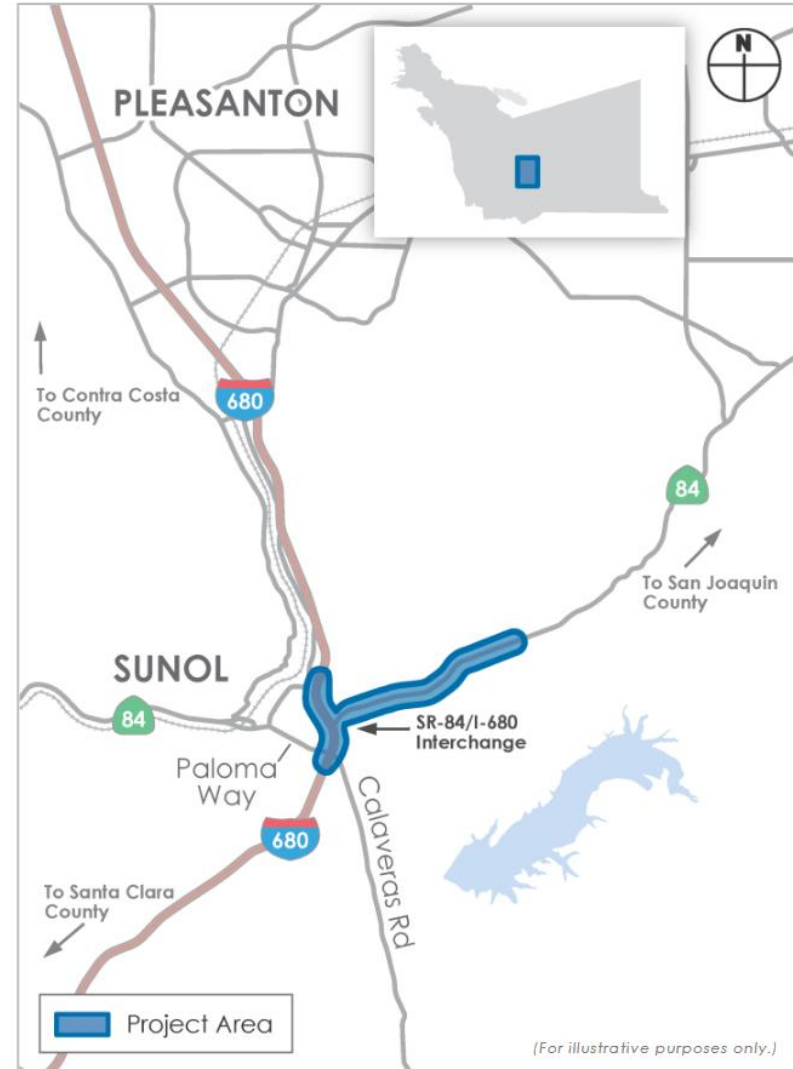 N
PLEASANTON
680
To Contra Costa
County
84
To San Joaquin
County
SUNOL
84
SR-84/I-680
Interchange
Paloma
Way
Calaveras Rd
680
To Santa Clara
County
Project Area
(For illustrative purposes only.)